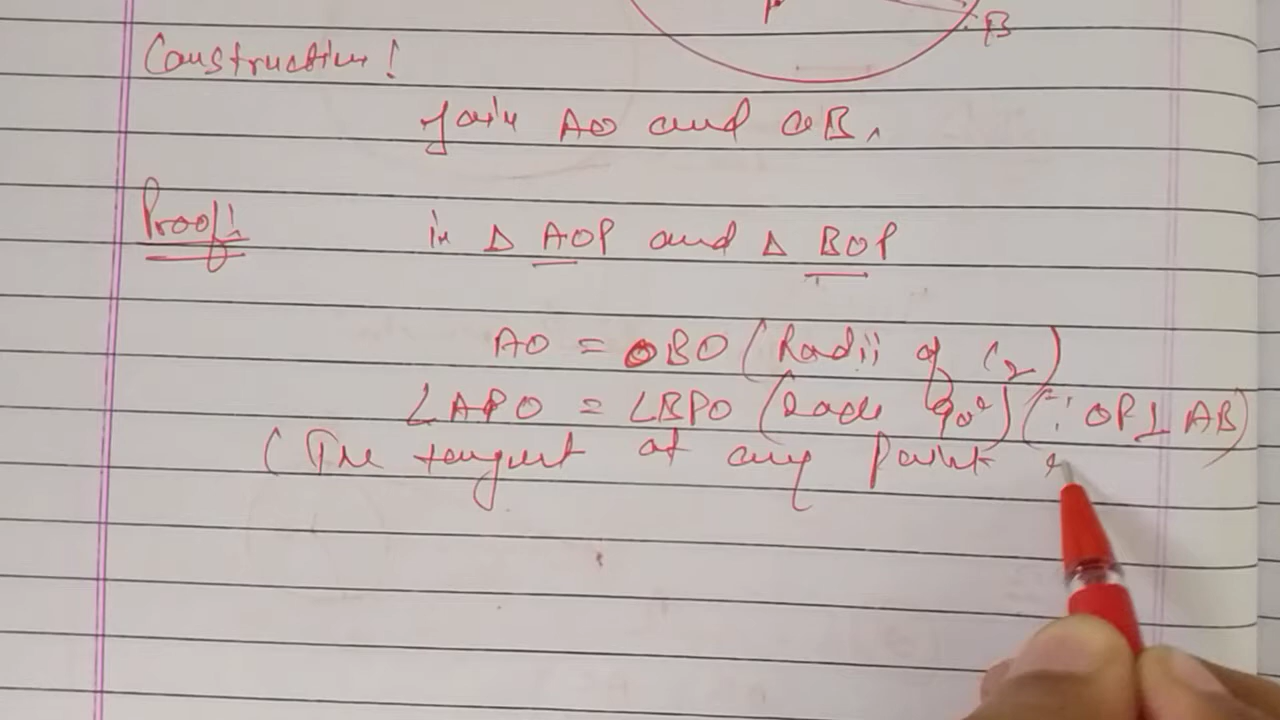 P
B
Construction!
Join AO and OB,
Proof! in Δ AOP and Δ BOP
AO = OBO (Radii of C2)
∠APO = ∠BPO (Each 90°) (∵ OP⊥ AB)
(The tangent at any point